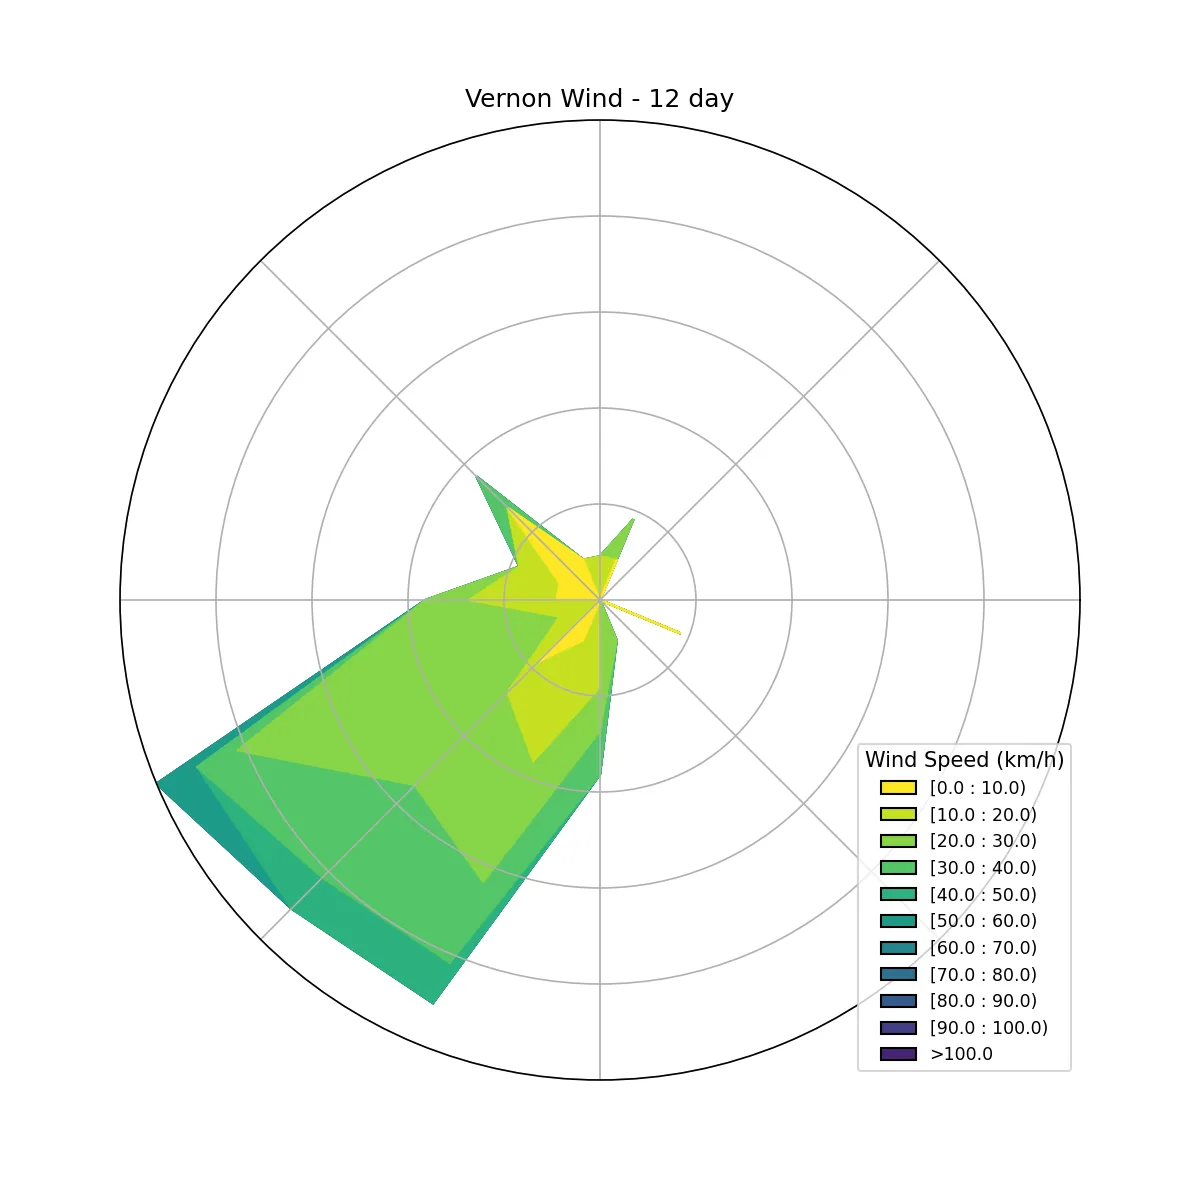 Vernon Wind - 12 day
Wind Speed (km/h)
[0.0 : 10.0)
[10.0 : 20.0)
[20.0 : 30.0)
[30.0 : 40.0)
[40.0 : 50.0)
[50.0 : 60.0)
[60.0 : 70.0)
[70.0 : 80.0)
[80.0 : 90.0)
[90.0 : 100.0)
>100.0